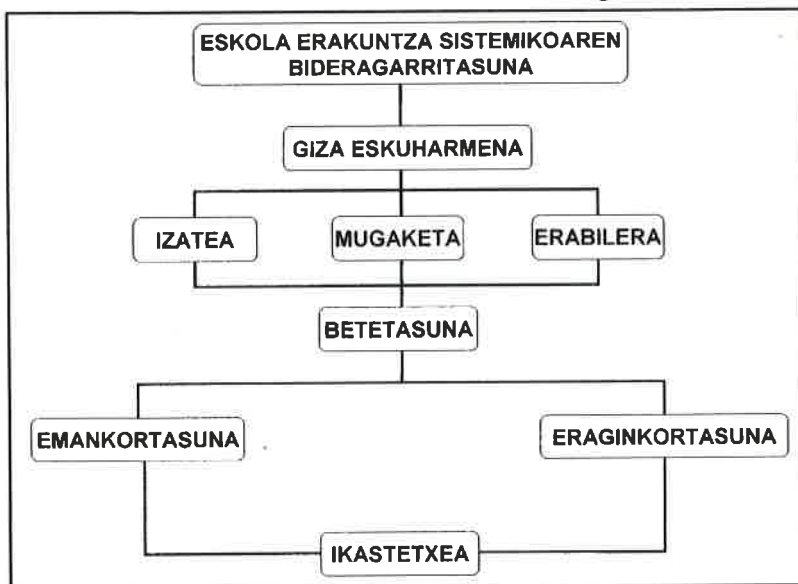 ESKOLA ERAKUNTZA SISTEMIKOAREN
BIDERAGARRITASUNA
GIZA ESKUHARMENA
IZATEA
MUGAKETA
ERABILERA
BETETASUNA
EMANKORTASUNA
ERAGINKORTASUNA
IKASTETXEA